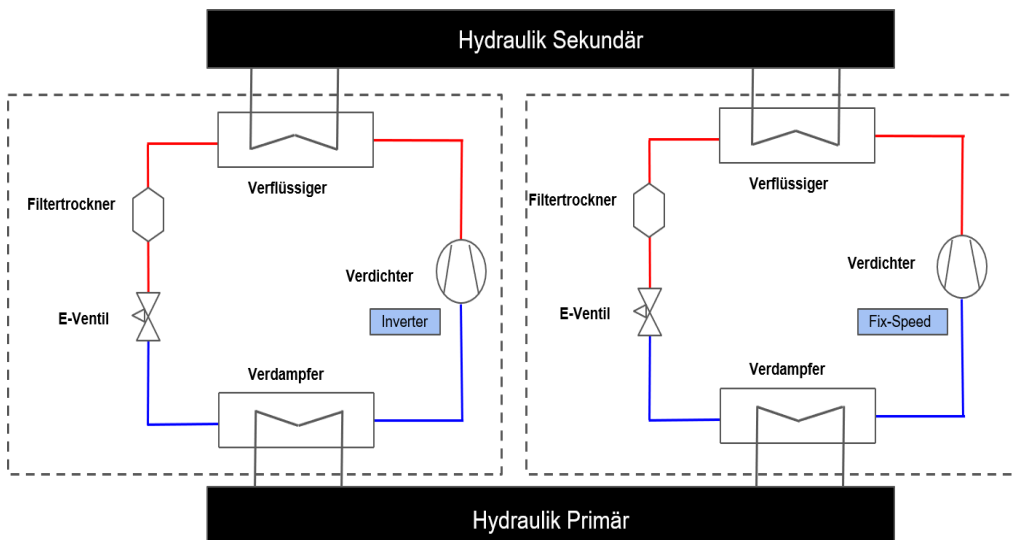 Hydraulik Sekundär
Verflüssiger
Filtertrockner
Verdichter
E-Ventil
Inverter
Verdampfer
Verflüssiger
Filtertrockner
Verdichter
E-Ventil
Fix-Speed
Verdampfer
Hydraulik Primär